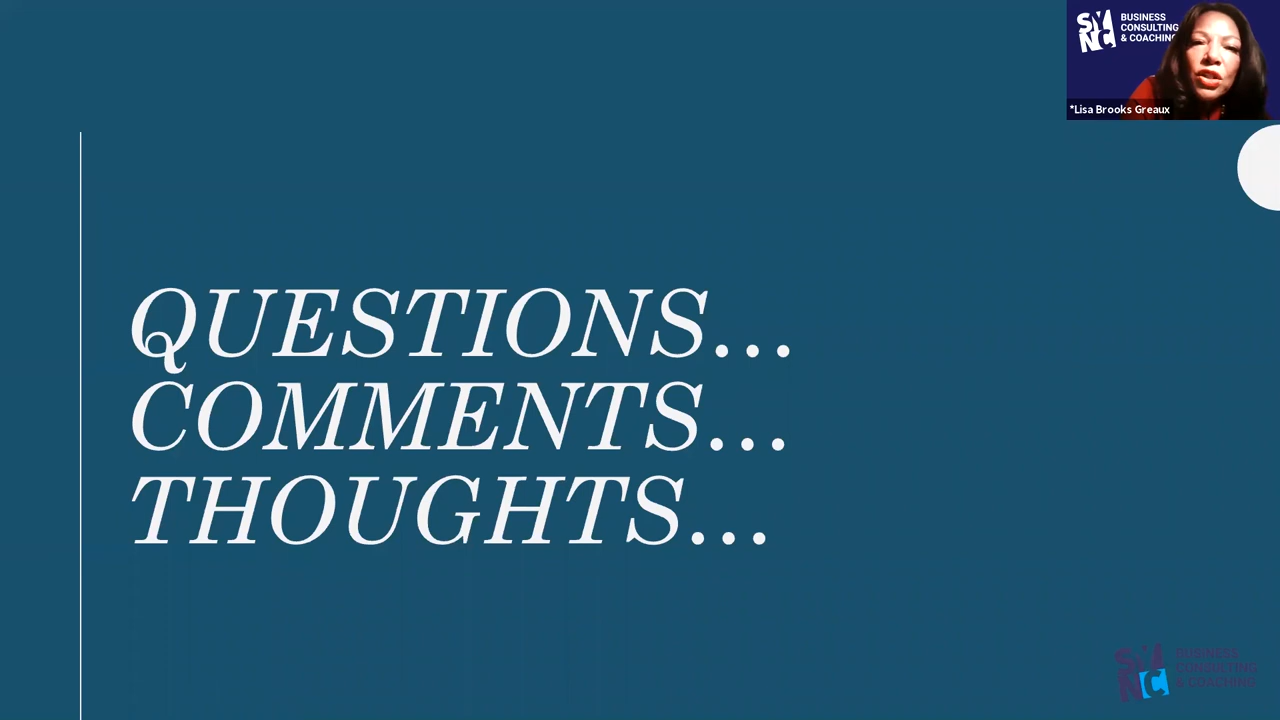 SYNC
BUSINESS
CONSULTING
& COACHING
*Lisa Brooks Greaux
QUESTIONS...
COMMENTS...
THOUGHTS...
SYNC
BUSINESS
CONSULTING
& COACHING